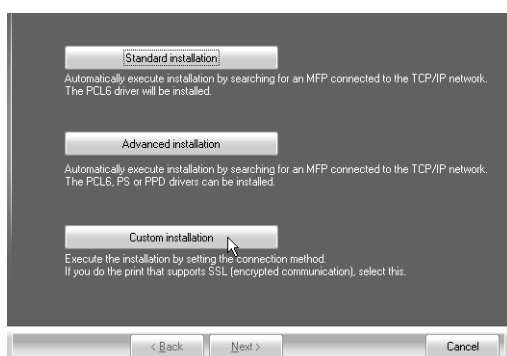 Standard installation
Automatically execute installation by searching for an MFP connected to the TCP/IP network.
The PCL6 driver will be installed.
Advanced installation
Automatically execute installation by searching for an MFP connected to the TCP/IP network.
The PCL6, PS or PPD drivers can be installed.
Custom installation
Execute the installation by setting the connection method.
If you do the print that supports SSL (encrypted communication), select this.
< Back Next > Cancel